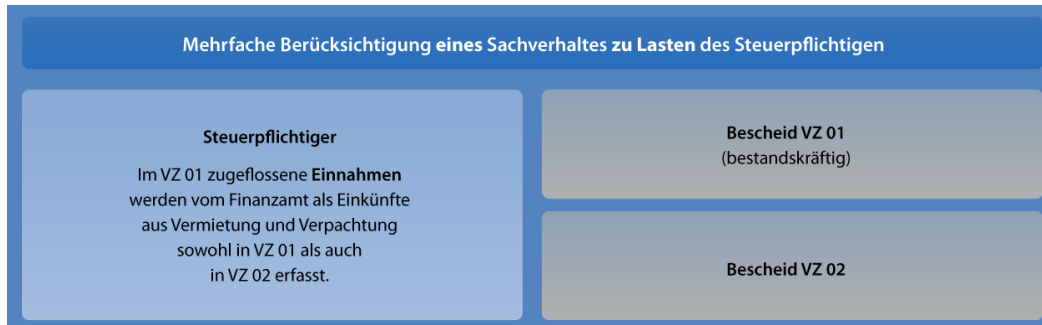 Mehrfache Berücksichtigung eines Sachverhaltes zu Lasten des Steuerpflichtigen
Steuerpflichtiger
Im VZ 01 zugeflossene Einnahmen
werden vom Finanzamt als Einkünfte
aus Vermietung und Verpachtung
sowohl in VZ 01 als auch
in VZ 02 erfasst.
Bescheid VZ 01
(bestandskräftig)
Bescheid VZ 02